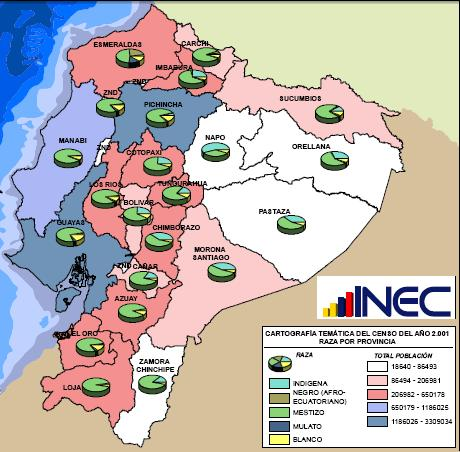 ESMERALDAS
CARCHI
IMBABURA
ZND
ZND
PICHINCHA
SUCUMBIOS
MANABI
ZND
COTOPAXI
NAPO
ORELLANA
LOS RIOS
TUNGURAHUA
BOLIVAR
GUAYAS
CHIMBORAZO
PASTAZA
ZND
CAÑAR
MORONA
SANTIAGO
AZUAY
EL ORO
ZAMORA
CHINCHIPE
LOJA
INEC
CARTOGRAFÍA TEMÁTICA DEL CENSO DEL AÑO 2.001
RAZA POR PROVINCIA
RAZA
INDIGENA
NEGRO (AFRO-
ECUATORIANO)
MESTIZO
MULATO
BLANCO
TOTAL POBLACIÓN
18640 - 86493
86494 - 206981
206982 - 650178
650179 - 1186025
1186026 - 3309034